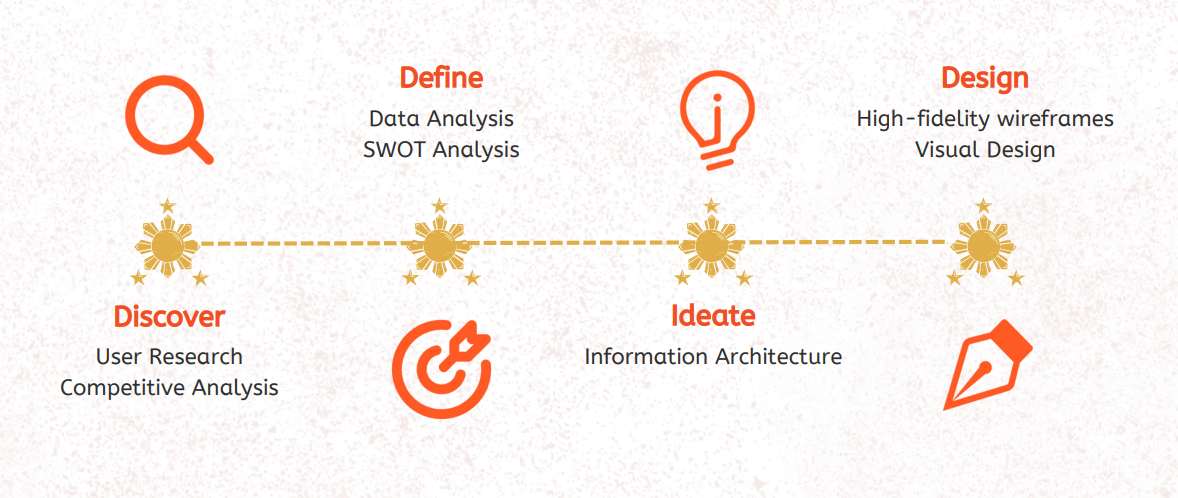 Discover
User Research
Competitive Analysis
Define
Data Analysis
SWOT Analysis
Ideate
Information Architecture
Design
High-fidelity wireframes
Visual Design